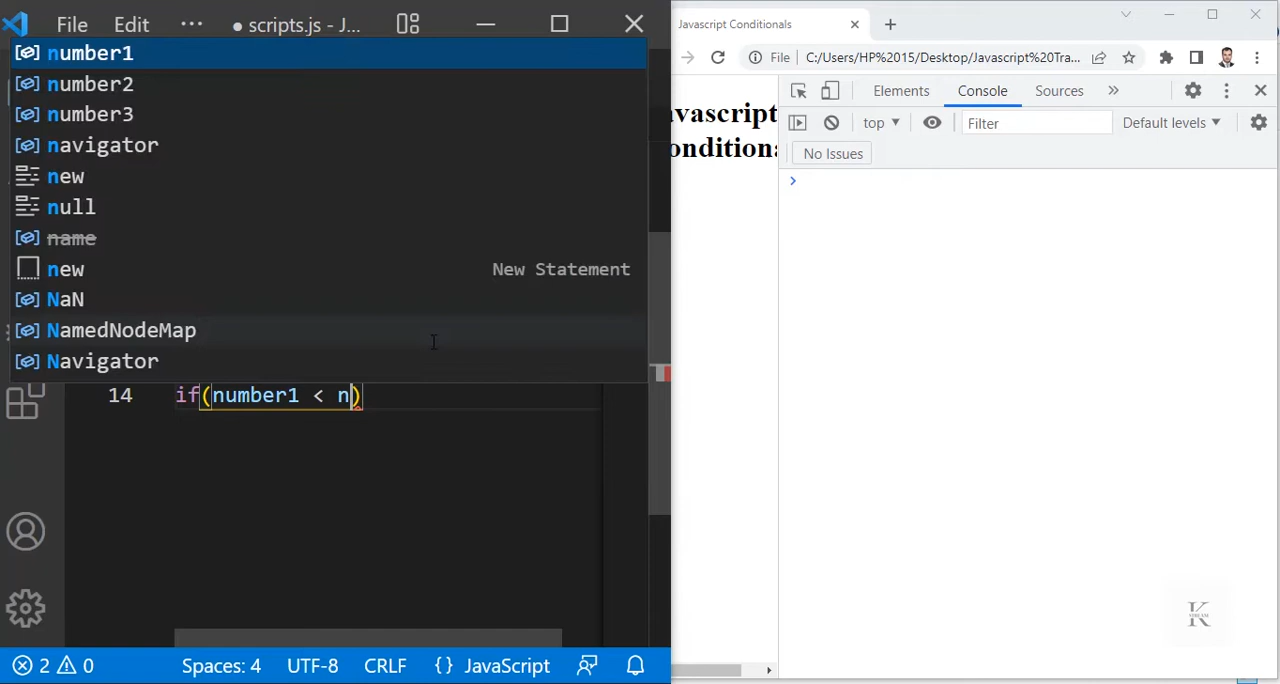 File Edit ··· ● scripts.js - J...
number1
number2
number3
navigator
new
null
name
new New Statement
NaN
NamedNodeMap
Navigator
14 if(number1 < n)
2 0 Spaces: 4 UTF-8 CRLF {} JavaScript
Javascript Conditionals
File C:/Users/HP%2015/Desktop/Javascript%20Tra...
avascript
onditiona
Elements Console Sources »
top ▼ Filter Default levels ▼
No Issues
>
K